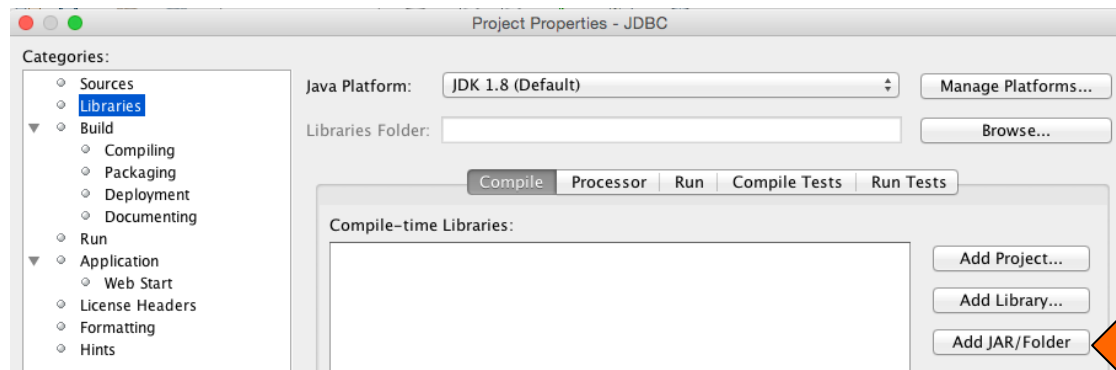 Project Properties - JDBC
Categories:
Sources
Libraries
Build
Compiling
Packaging
Deployment
Documenting
Run
Application
Web Start
License Headers
Formatting
Hints
Java Platform: JDK 1.8 (Default) Manage Platforms...
Libraries Folder: Browse...
Compile Processor Run Compile Tests Run Tests
Compile-time Libraries:
Add Project...
Add Library...
Add JAR/Folder